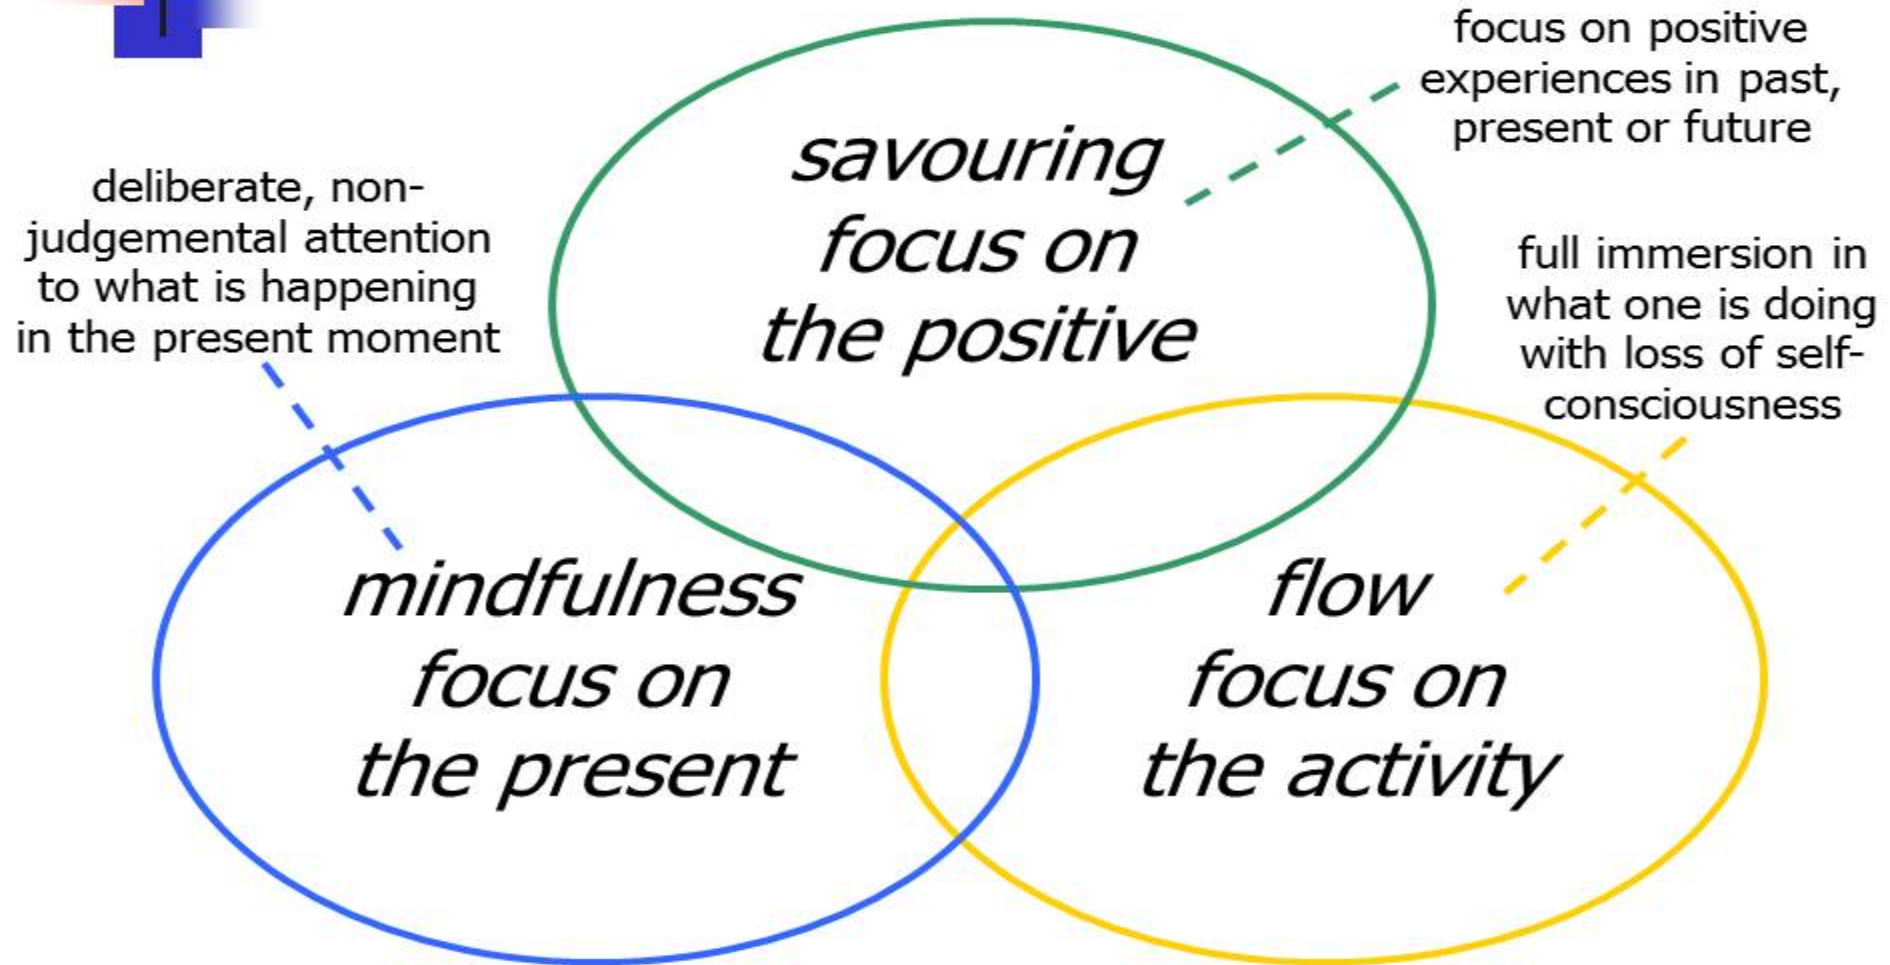 focus on positive
experiences in past,
present or future
savouring
focus on
the positive
deliberate, non-
judgemental attention
to what is happening
in the present moment
full immersion in
what one is doing
with loss of self-
consciousness
mindfulness
focus on
the present
flow
focus on
the activity